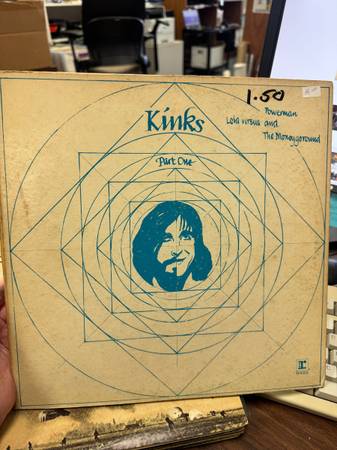 1.50
Kinks
Lola versus Powerman
and
The Moneygoround
Part One
r